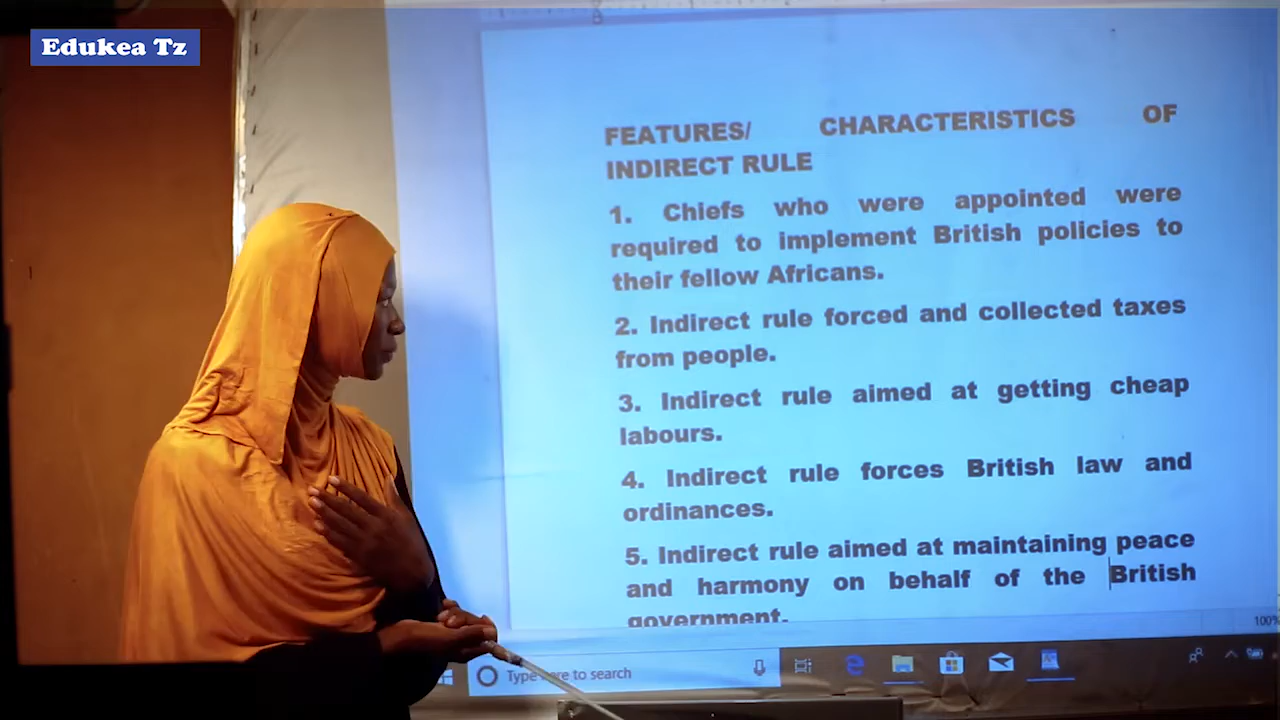 Edukea Tz
FEATURES/ CHARACTERISTICS OF
INDIRECT RULE
1. Chiefs who were appointed were
required to implement British policies to
their fellow Africans.
2. Indirect rule forced and collected taxes
from people.
3. Indirect rule aimed at getting cheap
labours.
4. Indirect rule forces British law and
ordinances.
5. Indirect rule aimed at maintaining peace
and harmony on behalf of the British
government.
100%
Type here to search